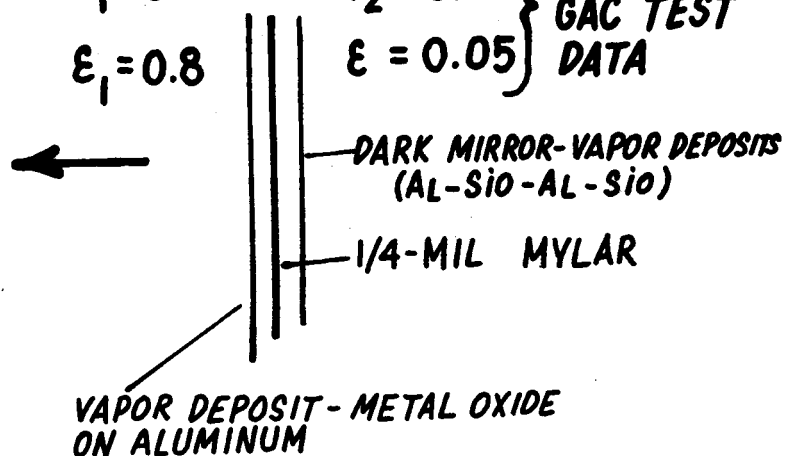 GAC TEST
ε₁ = 0.8 ε = 0.05 } DATA
DARK MIRROR-VAPOR DEPOSITS
(AL-SiO-AL-SiO)
1/4-MIL MYLAR
VAPOR DEPOSIT-METAL OXIDE
ON ALUMINUM